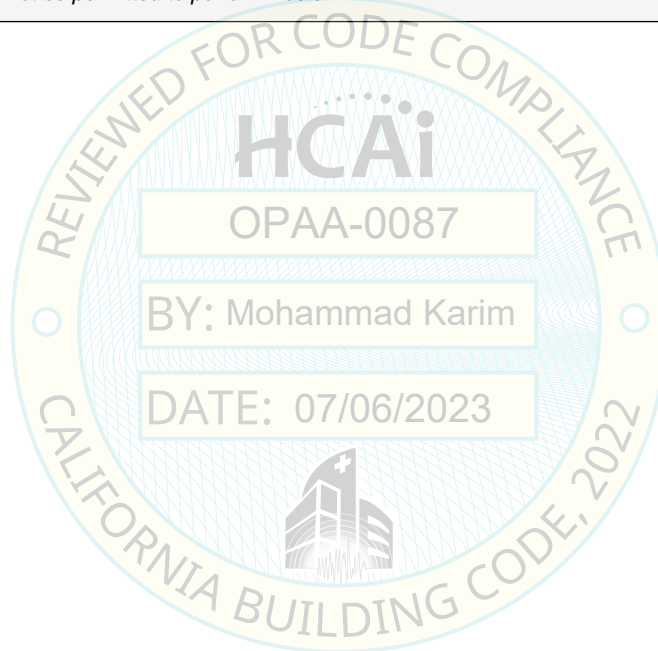 REVIEWED FOR CODE COMPLIANCE
HCAi
OPAA-0087
BY: Mohammad Karim
DATE: 07/06/2023
CALIFORNIA BUILDING CODE, 2022